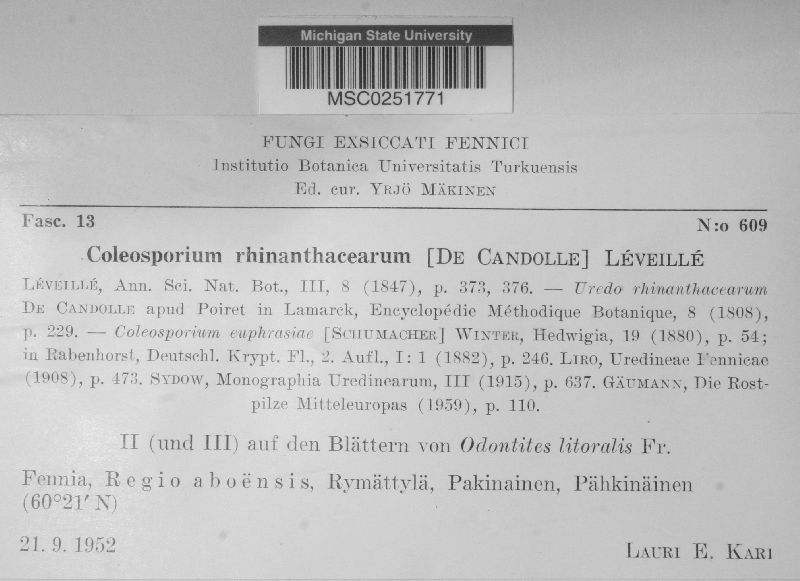 Michigan State University
MSC0251771
FUNGI EXSICCATI FENNICI
Institutio Botanica Universitatis Turkuensis
Ed. cur. YRJÖ MÄKINEN
Fasc. 13 N:o 609
Coleosporium rhinanthacearum [DE CANDOLLE] LÉVEILLÉ
LÉVEILLÉ, Ann. Sci. Nat. Bot., III, 8 (1847), p. 373, 376. — Uredo rhinanthacearum
DE CANDOLLE apud Poiret in Lamarck, Encyclopédie Méthodique Botanique, 8 (1808),
p. 229. — Coleosporium euphrasiae [SCHUMACHER] WINTER, Hedwigia, 19 (1880), p. 54;
in Rabenhorst, Deutschl. Krypt. Fl., 2. Aufl., I: 1 (1882), p. 246. LIRO, Uredineae Fennicae
(1908), p. 473. SYDOW, Monographia Uredinearum, III (1915), p. 637. GÄUMANN, Die Rost-
pilze Mitteleuropas (1959), p. 110.
II (und III) auf den Blättern von Odontites litoralis Fr.
Fennia, Regio aboënsis, Rymättylä, Pakinainen, Pähkinäinen
(60°21′ N)
21. 9. 1952 LAURI E. KARI